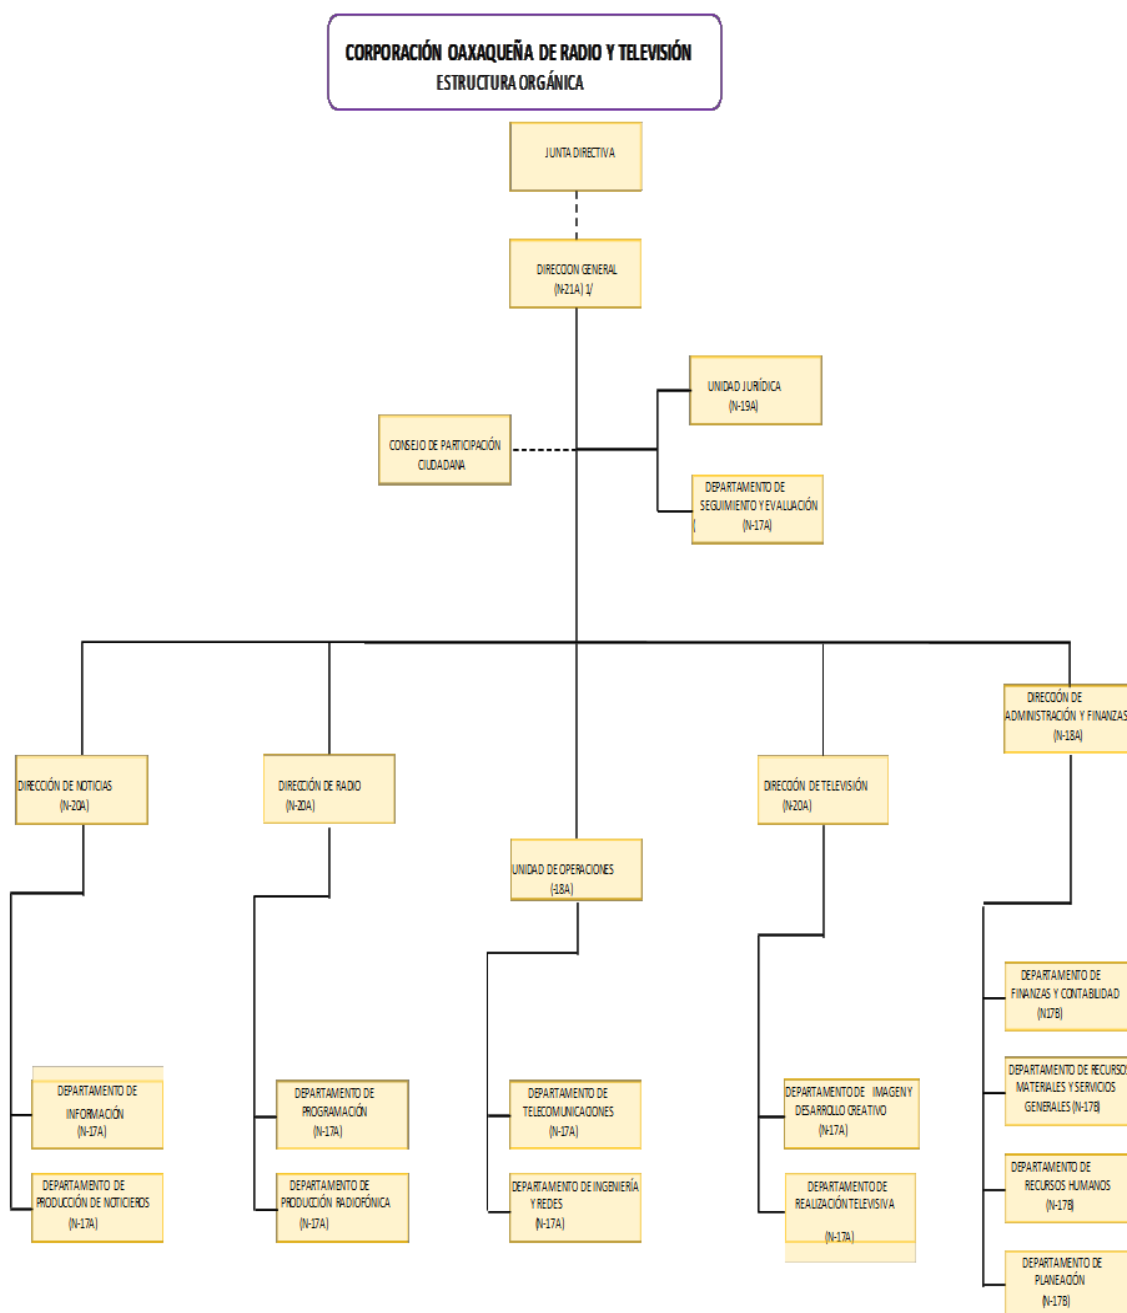 CORPORACIÓN OAXAQUEÑA DE RADIO Y TELEVISIÓN
ESTRUCTURA ORGÁNICA
JUNTA DIRECTIVA
DIRECCION GENERAL
(N-21A) 1/
UNIDAD JURÍDICA
(N-19A)
CONSEJO DE PARTICIPACIÓN
CIUDADANA
DEPARTAMENTO DE
SEGUIMIENTO Y EVALUACIÓN
( (N-17A)
DIRECCIÓN DE
ADMINISTRACIÓN Y FINANZAS
(N-18A)
DIRECCIÓN DE NOTICIAS
(N-20A)
DIRECCIÓN DE RADIO
(N-20A)
DIRECCIÓN DE TELEVISIÓN
(N-20A)
UNIDAD DE OPERACIONES
(-18A)
DEPARTAMENTO DE
FINANZAS Y CONTABILIDAD
(N17B)
DEPARTAMENTO DE RECURSOS
MATERIALES Y SERVICIOS
GENERALES (N-17B)
DEPARTAMENTO DE
INFORMACIÓN
(N-17A)
DEPARTAMENTO DE
PROGRAMACIÓN
(N-17A)
DEPARTAMENTO DE
TELECOMUNICACIONES
(N-17A)
DEPARTAMENTO DE IMAGEN Y
DESARROLLO CREATIVO
(N-17A)
DEPARTAMENTO DE
RECURSOS HUMANOS
(N-17B)
DEPARTAMENTO DE
PRODUCCIÓN DE NOTICIEROS
(N-17A)
DEPARTAMENTO DE
PRODUCCIÓN RADIOFÓNICA
(N-17A)
DEPARTAMENTO DE INGENIERÍA
Y REDES
(N-17A)
DEPARTAMENTO DE
REALIZACIÓN TELEVISIVA
(N-17A)
DEPARTAMENTO DE
PLANEACIÓN
(N-17B)